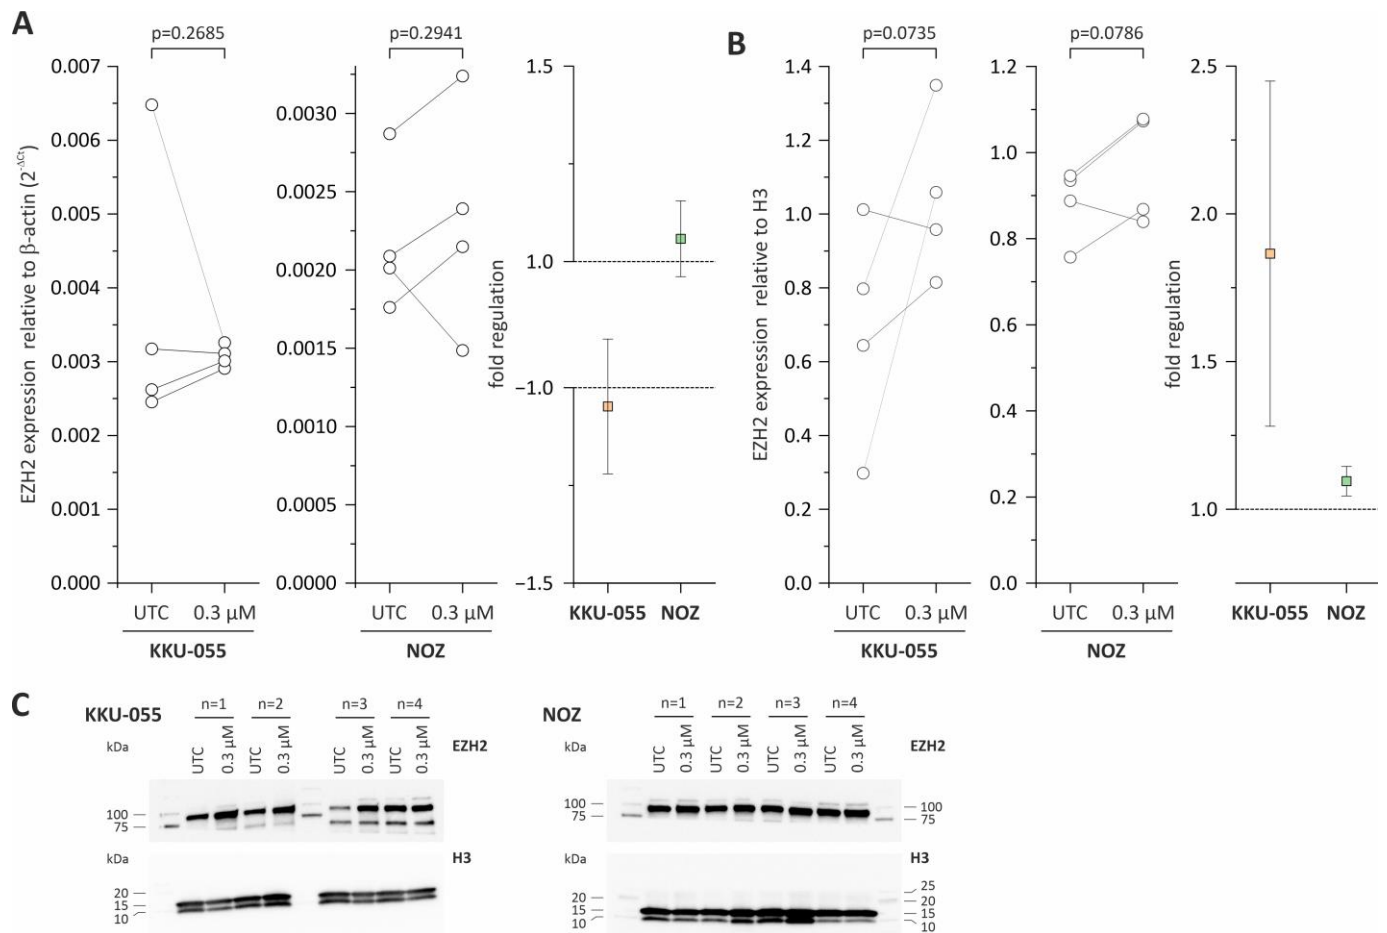 A
p=0.2685
p=0.2941
EZH2 expression relative to β-actin (2^-ΔCt)
0.007
0.006
0.005
0.004
0.003
0.002
0.001
0.000
UTC 0.3 µM
KKU-055
0.0030
0.0025
0.0020
0.0015
0.0010
0.0005
0.0000
UTC 0.3 µM
NOZ
fold regulation
1.5
1.0
−1.0
−1.5
KKU-055 NOZ
B
p=0.0735
p=0.0786
EZH2 expression relative to H3
1.4
1.2
1.0
0.8
0.6
0.4
0.2
0.0
UTC 0.3 µM
KKU-055
1.2
1.0
0.8
0.6
0.4
0.2
0.0
UTC 0.3 µM
NOZ
fold regulation
2.5
2.0
1.5
1.0
KKU-055 NOZ
C
KKU-055
n=1 n=2 n=3 n=4
kDa
UTC 0.3 µM UTC 0.3 µM UTC 0.3 µM UTC 0.3 µM
EZH2
100
75
kDa
H3
20
15
10
NOZ
n=1 n=2 n=3 n=4
kDa
UTC 0.3 µM UTC 0.3 µM UTC 0.3 µM UTC 0.3 µM
EZH2
100 100
75 75
kDa
H3
25
20 20
15 15
10 10